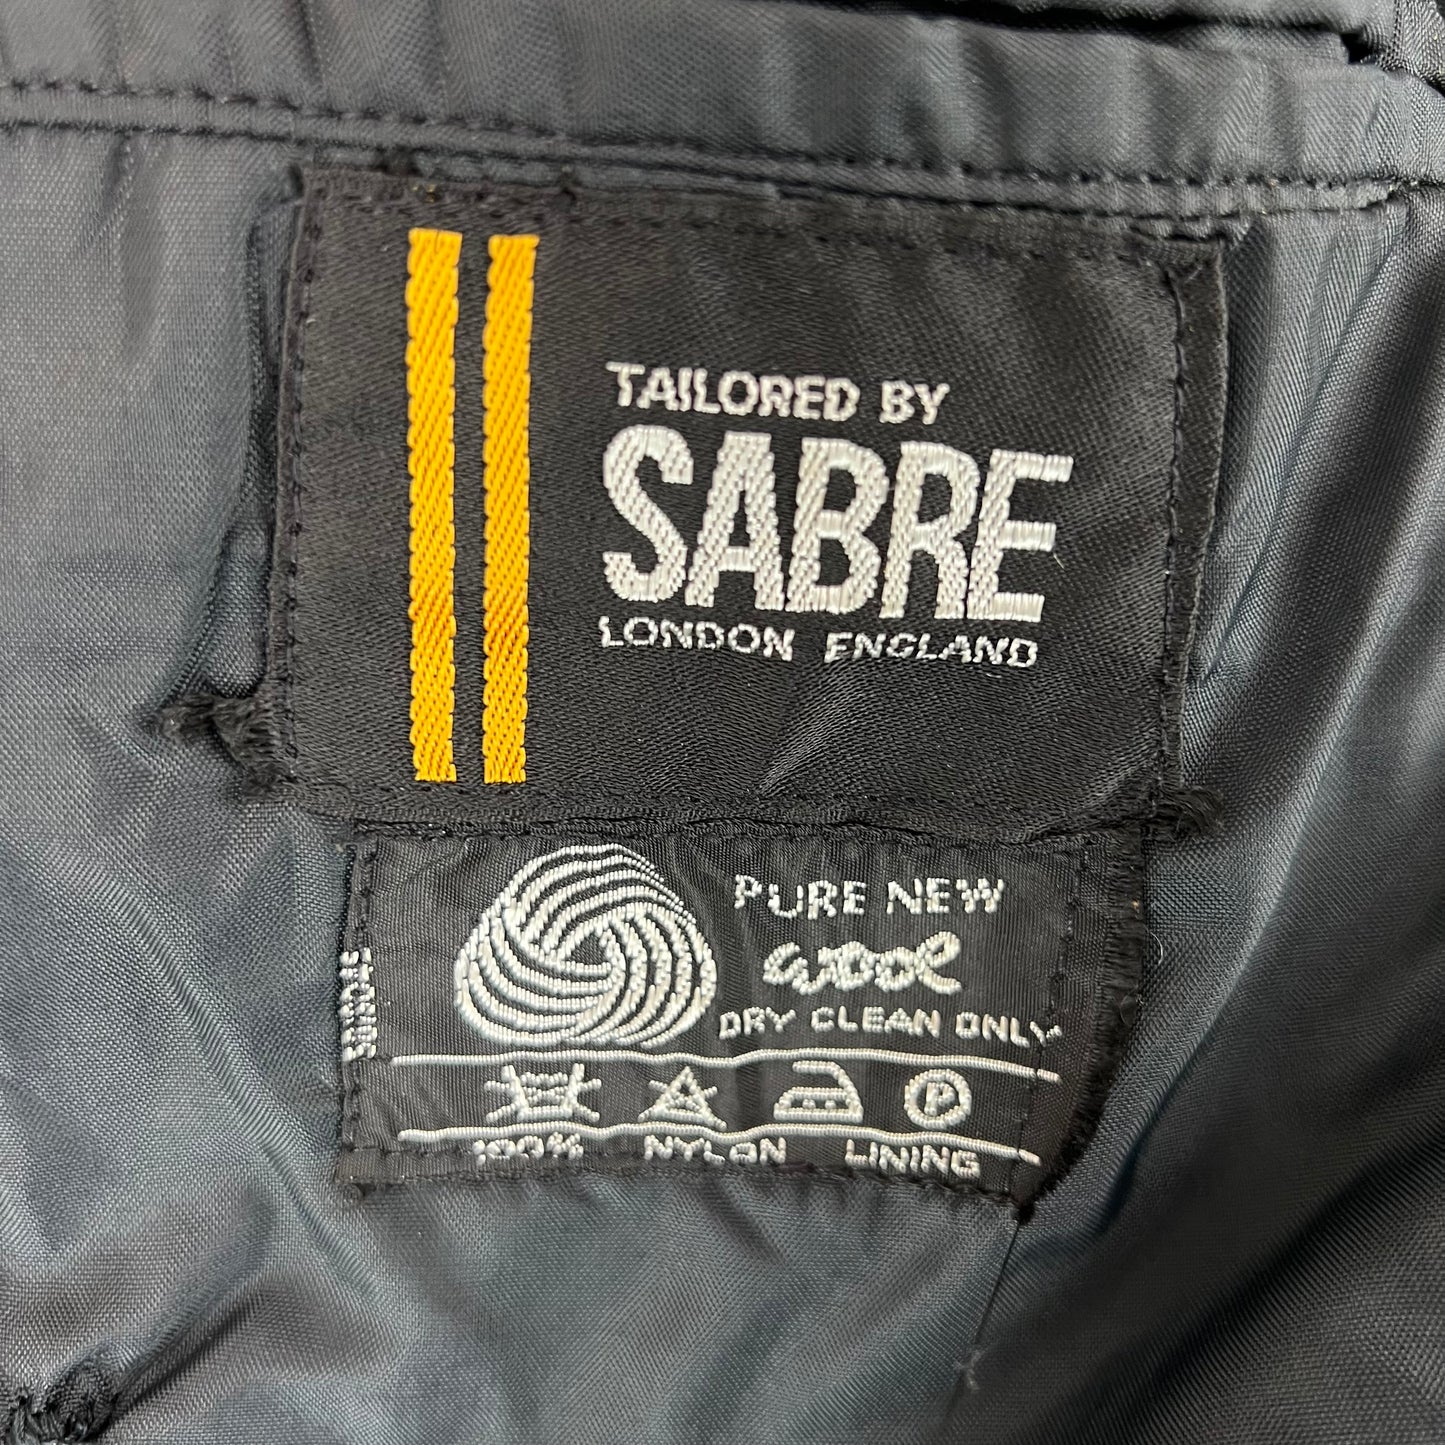 TAILORED BY
SABRE
LONDON ENGLAND
PURE NEW
wool
DRY CLEAN ONLY
P
100% NYLON LINING